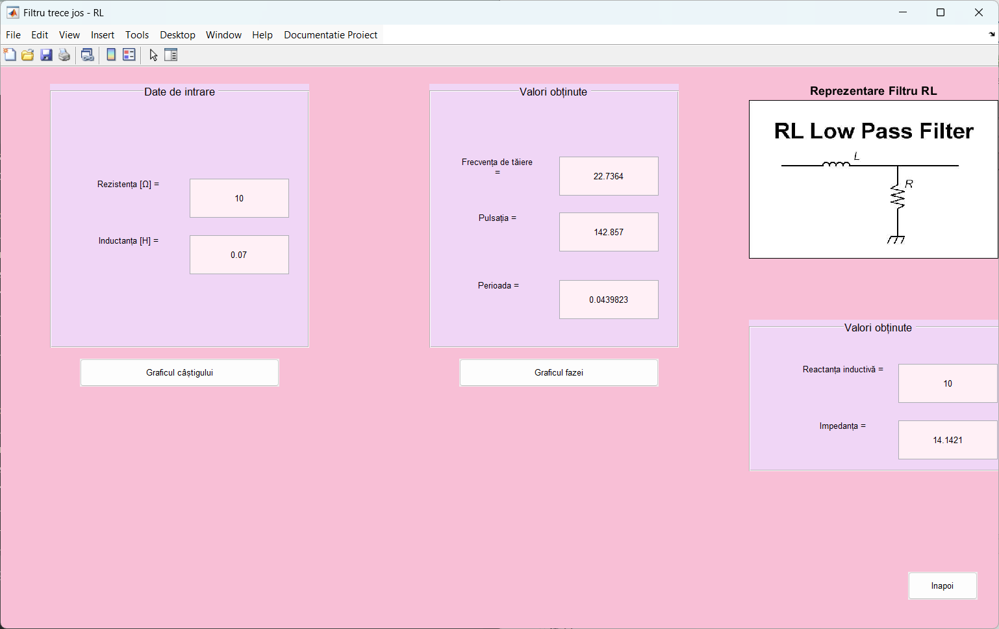 Filtru trece jos - RL
File Edit View Insert Tools Desktop Window Help Documentatie Proiect
Date de intrare
Rezistența [Ω] =
10
Inductanța [H] =
0.07
Graficul câștigului
Valori obținute
Frecvența de tăiere
=
22.7364
Pulsația =
142.857
Perioada =
0.0439823
Graficul fazei
Reprezentare Filtru RL
RL Low Pass Filter
L
R
Valori obținute
Reactanța inductivă =
10
Impedanța =
14.1421
Inapoi